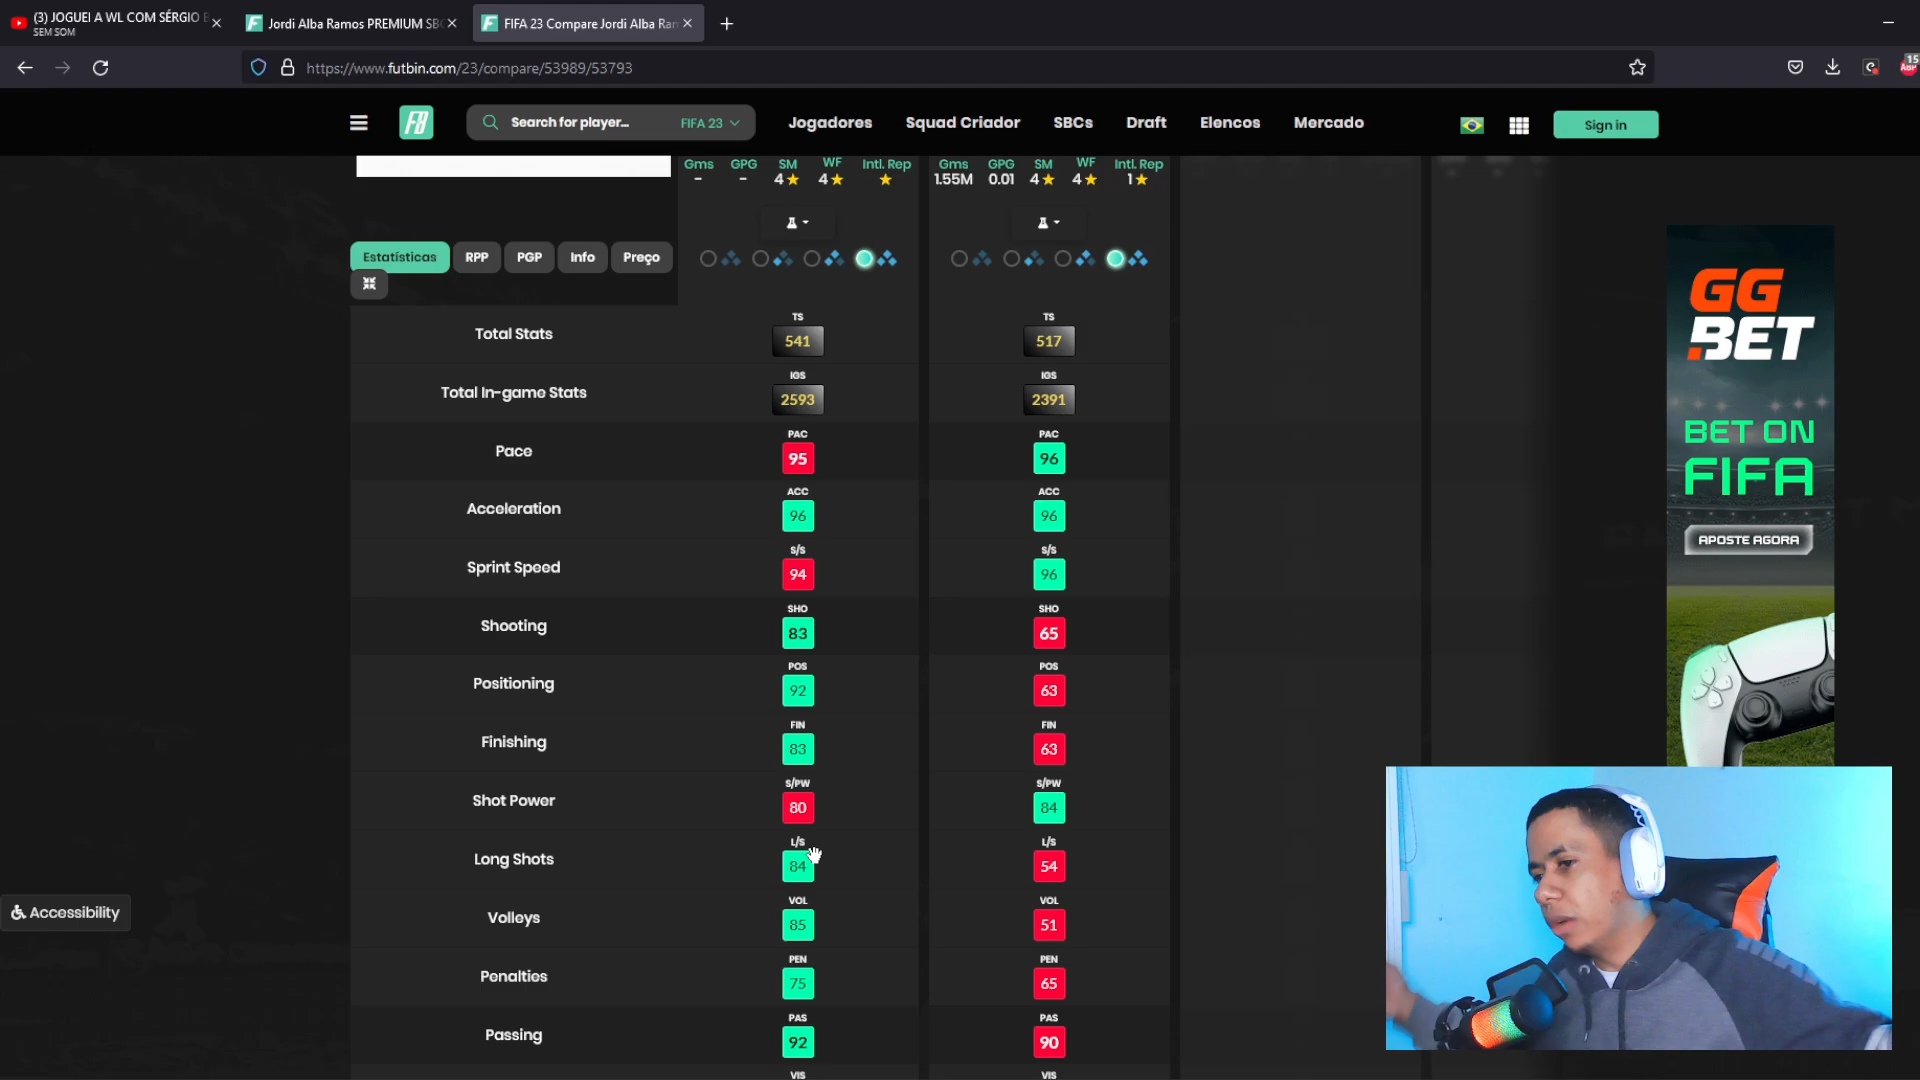 (3) JOGUEI A WL COM SÉRGIO
SEM SOM
Jordi Alba Ramos PREMIUM SBC
FIFA 23 Compare Jordi Alba Ram
https://www.futbin.com/23/compare/53989/53793
15
ABP
Search for player...
FIFA 23
Jogadores
Squad Criador
SBCs
Draft
Elencos
Mercado
Sign in
Gms GPG SM WF Intl. Rep
- - 4★ 4★ ★
Gms GPG SM WF Intl. Rep
1.55M 0.01 4★ 4★ 1★
Estatísticas
RPP
PGP
Info
Preço
Total Stats
TS
541
TS
517
Total In-game Stats
IGS
2593
IGS
2391
Pace
PAC
95
PAC
96
Acceleration
ACC
96
ACC
96
Sprint Speed
S/S
94
S/S
96
Shooting
SHO
83
SHO
65
Positioning
POS
92
POS
63
Finishing
FIN
83
FIN
63
Shot Power
S/PW
80
S/PW
84
Long Shots
L/S
84
L/S
54
Volleys
VOL
85
VOL
51
Penalties
PEN
75
PEN
65
Passing
PAS
92
PAS
90
VIS
VIS
Accessibility
GG
BET
BET ON
FIFA
APOSTE AGORA